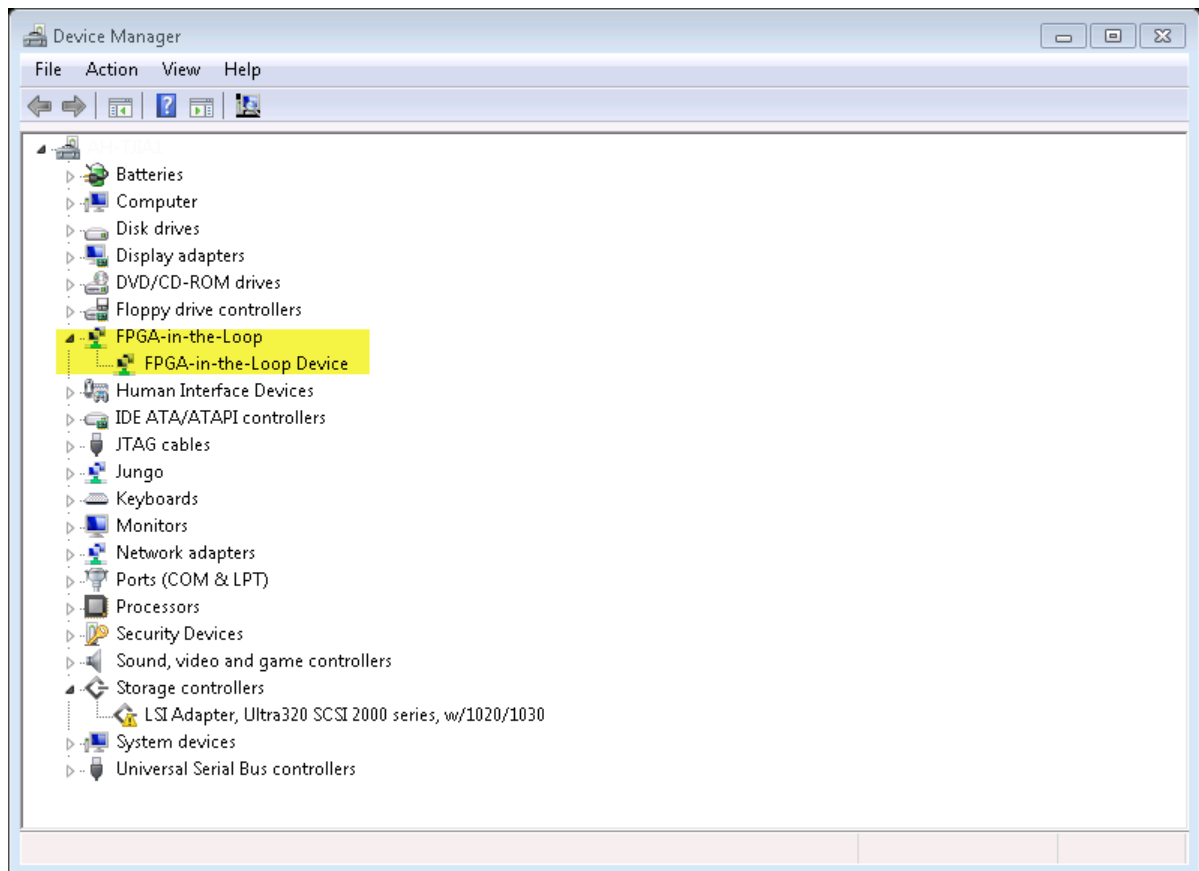 Device Manager
File Action View Help
Batteries
Computer
Disk drives
Display adapters
DVD/CD-ROM drives
Floppy drive controllers
FPGA-in-the-Loop
FPGA-in-the-Loop Device
Human Interface Devices
IDE ATA/ATAPI controllers
JTAG cables
Jungo
Keyboards
Monitors
Network adapters
Ports (COM & LPT)
Processors
Security Devices
Sound, video and game controllers
Storage controllers
LSI Adapter, Ultra320 SCSI 2000 series, w/1020/1030
System devices
Universal Serial Bus controllers